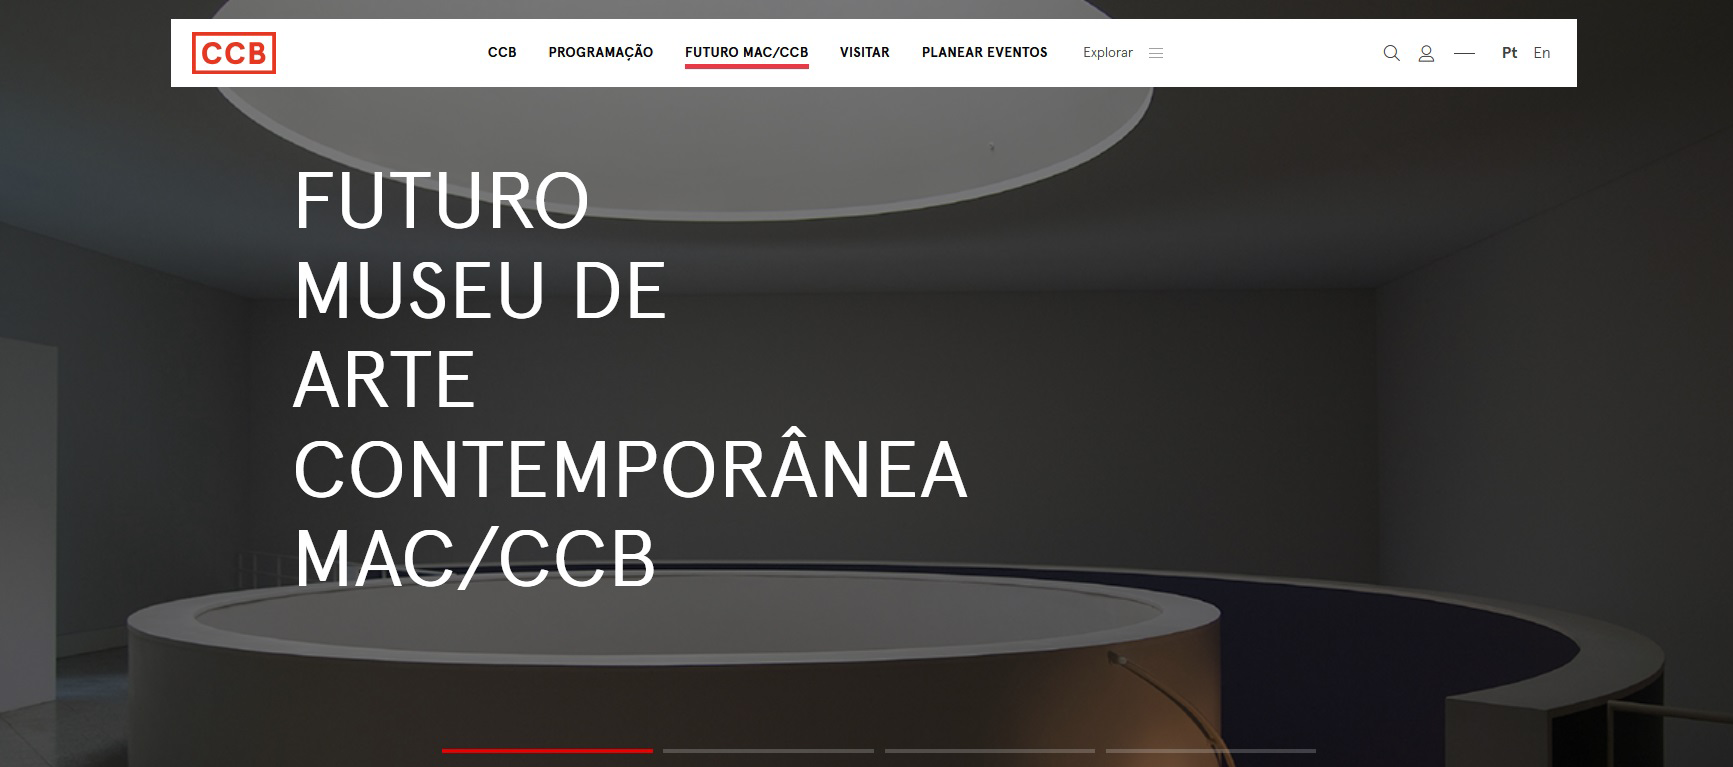 CCB
CCB PROGRAMAÇÃO FUTURO MAC/CCB VISITAR PLANEAR EVENTOS Explorar Pt En
FUTURO
MUSEU DE
ARTE
CONTEMPORÂNEA
MAC/CCB